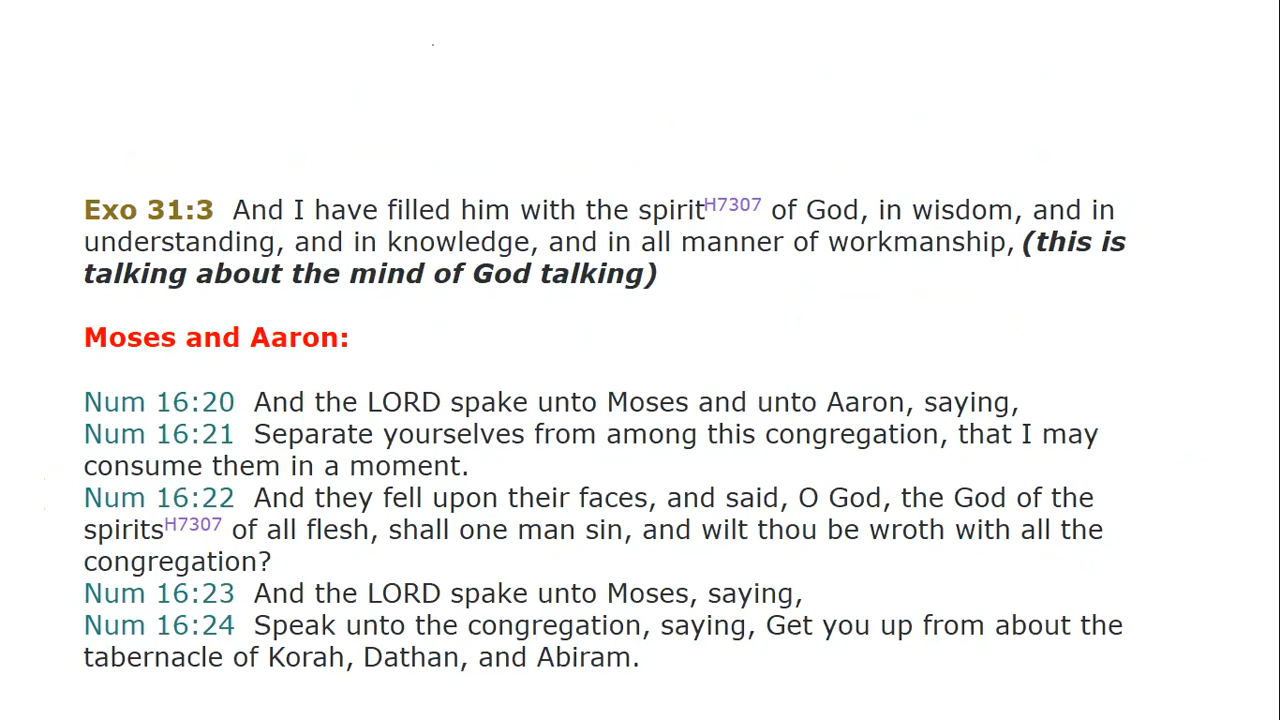 Exo 31:3  And I have filled him with the spiritH7307 of God, in wisdom, and in
understanding, and in knowledge, and in all manner of workmanship, (this is
talking about the mind of God talking)
Moses and Aaron:
Num 16:20  And the LORD spake unto Moses and unto Aaron, saying,
Num 16:21  Separate yourselves from among this congregation, that I may
consume them in a moment.
Num 16:22  And they fell upon their faces, and said, O God, the God of the
spiritsH7307 of all flesh, shall one man sin, and wilt thou be wroth with all the
congregation?
Num 16:23  And the LORD spake unto Moses, saying,
Num 16:24  Speak unto the congregation, saying, Get you up from about the
tabernacle of Korah, Dathan, and Abiram.